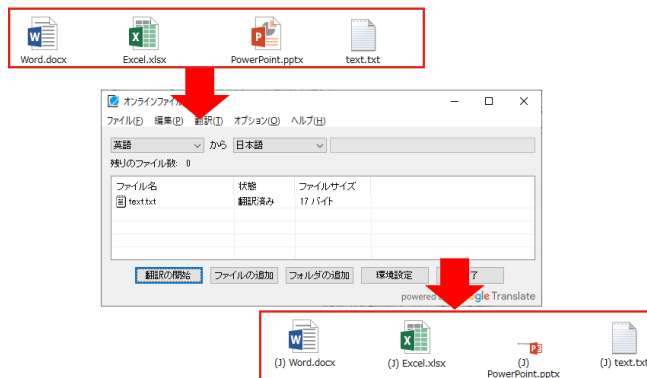 Word.docx Excel.xlsx PowerPoint.pptx text.txt
オンラインファイル
ファイル(F) 編集(P) 翻訳(T) オプション(O) ヘルプ(H)
英語 から 日本語
残りのファイル数: 0
ファイル名 状態 ファイルサイズ
text.txt 翻訳済み 17 バイト
翻訳の開始 ファイルの追加 フォルダの追加 環境設定 了
powered gle Translate
(J) Word.docx (J) Excel.xlsx (J) PowerPoint.pptx (J) text.txt